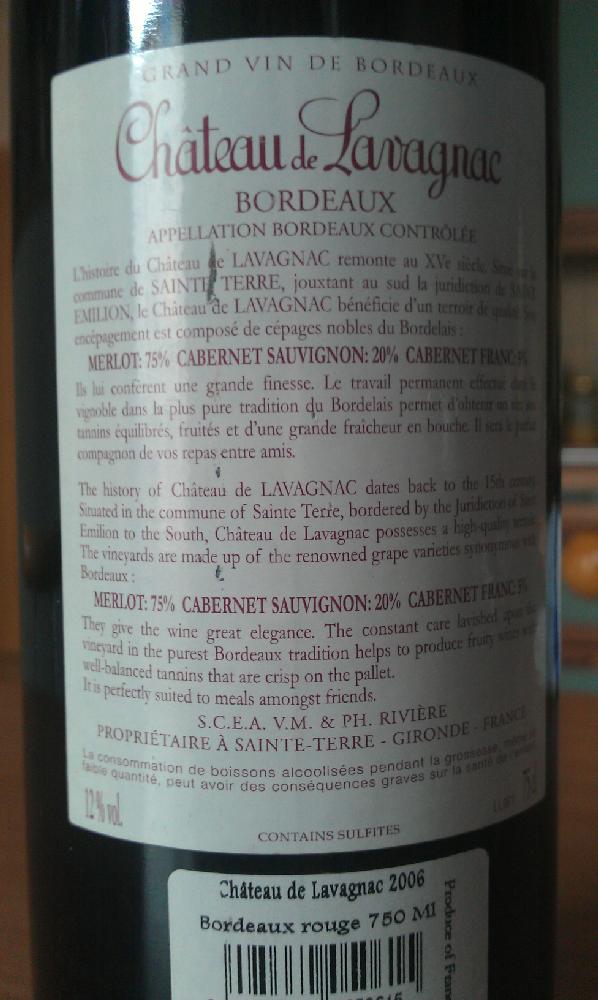 GRAND VIN DE BORDEAUX
Château de Lavagnac
BORDEAUX
APPELLATION BORDEAUX CONTRÔLÉE
L'histoire du Château de LAVAGNAC remonte au XVe siècle. Situé sur la
commune de SAINTE TERRE, jouxtant au sud la juridiction de SAINT
EMILION, le Château de LAVAGNAC bénéficie d'un terroir de qualité. Son
encépagement est composé de cépages nobles du Bordelais :
MERLOT: 75% CABERNET SAUVIGNON: 20% CABERNET FRANC: 5%
Ils lui confèrent une grande finesse. Le travail permanent effectué dans le
vignoble dans la plus pure tradition du Bordelais permet d'obtenir un vin aux
tannins équilibrés, fruités et d'une grande fraîcheur en bouche. Il sera le parfait
compagnon de vos repas entre amis.
The history of Château de LAVAGNAC dates back to the 15th century.
Situated in the commune of Sainte Terre, bordered by the Juridiction of Saint
Emilion to the South, Château de Lavagnac possesses a high-quality terroir.
The vineyards are made up of the renowned grape varieties synonymous with
Bordeaux :
MERLOT: 75% CABERNET SAUVIGNON: 20% CABERNET FRANC: 5%
They give the wine great elegance. The constant care lavished upon the
vineyard in the purest Bordeaux tradition helps to produce fruity wines with
well-balanced tannins that are crisp on the pallet.
It is perfectly suited to meals amongst friends.
S.C.E.A. V.M. & PH. RIVIÈRE
PROPRIÉTAIRE À SAINTE-TERRE - GIRONDE - FRANCE
La consommation de boissons alcoolisées pendant la grossesse, même en
faible quantité, peut avoir des conséquences graves sur la santé de l'enfant.
12% vol. 75cl
CONTAINS SULFITES
Château de Lavagnac 2006
Bordeaux rouge 750 Ml
Produce of